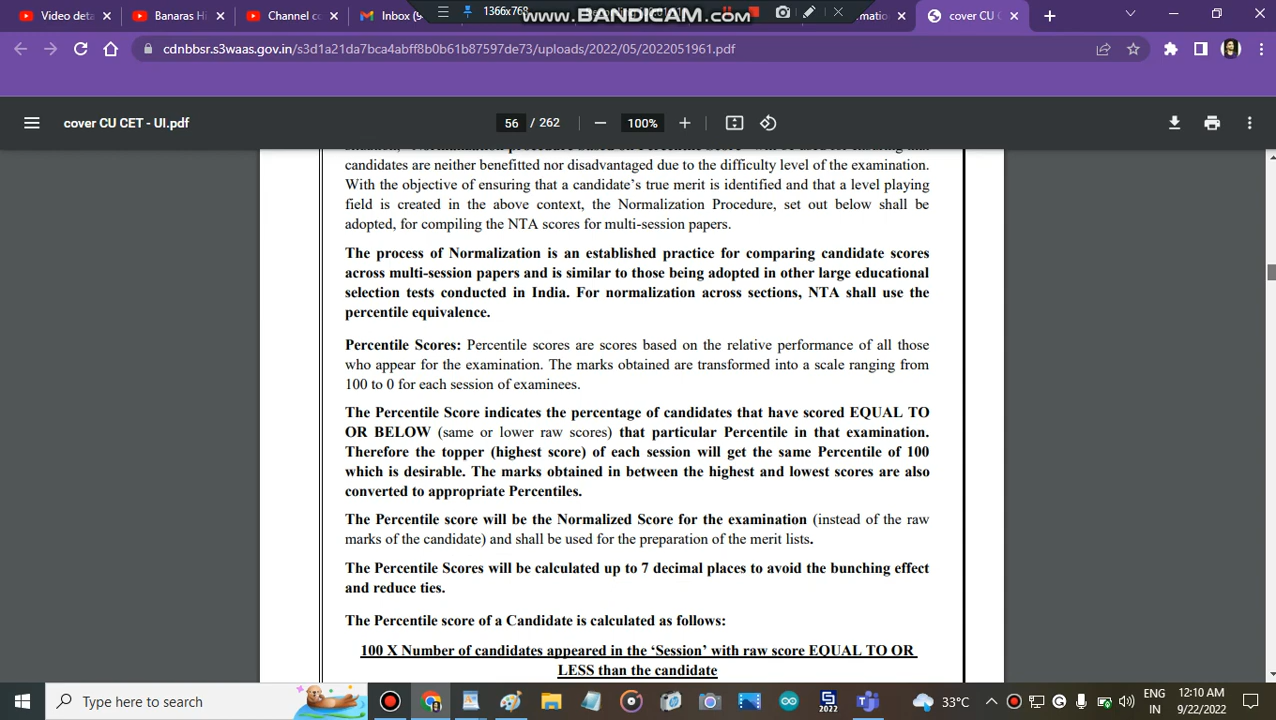 Video deta
Banaras Hi
Channel co
Inbox (9
1366x768
www.BANDICAM.com
matio
cover CU C
cdnbbsr.s3waas.gov.in/s3d1a21da7bca4abff8b0b61b87597de73/uploads/2022/05/2022051961.pdf
cover CU CET - UI.pdf
56 / 262
100%
candidates are neither benefitted nor disadvantaged due to the difficulty level of the examination.
With the objective of ensuring that a candidate's true merit is identified and that a level playing
field is created in the above context, the Normalization Procedure, set out below shall be
adopted, for compiling the NTA scores for multi-session papers.
The process of Normalization is an established practice for comparing candidate scores
across multi-session papers and is similar to those being adopted in other large educational
selection tests conducted in India. For normalization across sections, NTA shall use the
percentile equivalence.
Percentile Scores: Percentile scores are scores based on the relative performance of all those
who appear for the examination. The marks obtained are transformed into a scale ranging from
100 to 0 for each session of examinees.
The Percentile Score indicates the percentage of candidates that have scored EQUAL TO
OR BELOW (same or lower raw scores) that particular Percentile in that examination.
Therefore the topper (highest score) of each session will get the same Percentile of 100
which is desirable. The marks obtained in between the highest and lowest scores are also
converted to appropriate Percentiles.
The Percentile score will be the Normalized Score for the examination (instead of the raw
marks of the candidate) and shall be used for the preparation of the merit lists.
The Percentile Scores will be calculated up to 7 decimal places to avoid the bunching effect
and reduce ties.
The Percentile score of a Candidate is calculated as follows:
100 X Number of candidates appeared in the 'Session' with raw score EQUAL TO OR
LESS than the candidate
Type here to search
2022
33°C
ENG
IN
12:10 AM
9/22/2022